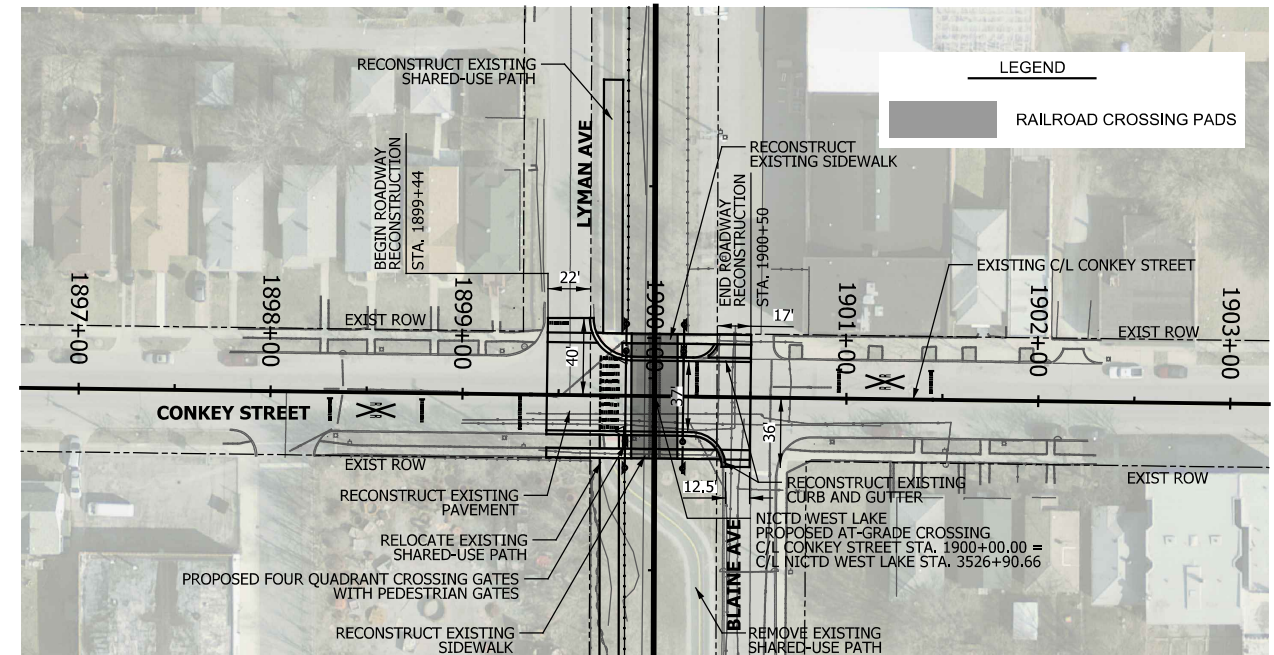 LEGEND
RAILROAD CROSSING PADS
RECONSTRUCT EXISTING
SHARED-USE PATH
LYMAN AVE
RECONSTRUCT
EXISTING SIDEWALK
BEGIN ROADWAY
RECONSTRUCTION
STA. 1899+44
END ROADWAY
RECONSTRUCTION
STA. 1900+50
EXISTING C/L CONKEY STREET
22'
17'
1897+00
1898+00
1899+00
1900+00
1901+00
1902+00
1903+00
EXIST ROW
EXIST ROW
40'
37'
36'
CONKEY STREET
EXIST ROW
EXIST ROW
12.5'
RECONSTRUCT EXISTING
PAVEMENT
RELOCATE EXISTING
SHARED-USE PATH
PROPOSED FOUR QUADRANT CROSSING GATES
WITH PEDESTRIAN GATES
RECONSTRUCT EXISTING
SIDEWALK
RECONSTRUCT EXISTING
CURB AND GUTTER
NICTD WEST LAKE
PROPOSED AT-GRADE CROSSING
C/L CONKEY STREET STA. 1900+00.00 =
C/L NICTD WEST LAKE STA. 3526+90.66
BLAINE AVE
REMOVE EXISTING
SHARED-USE PATH